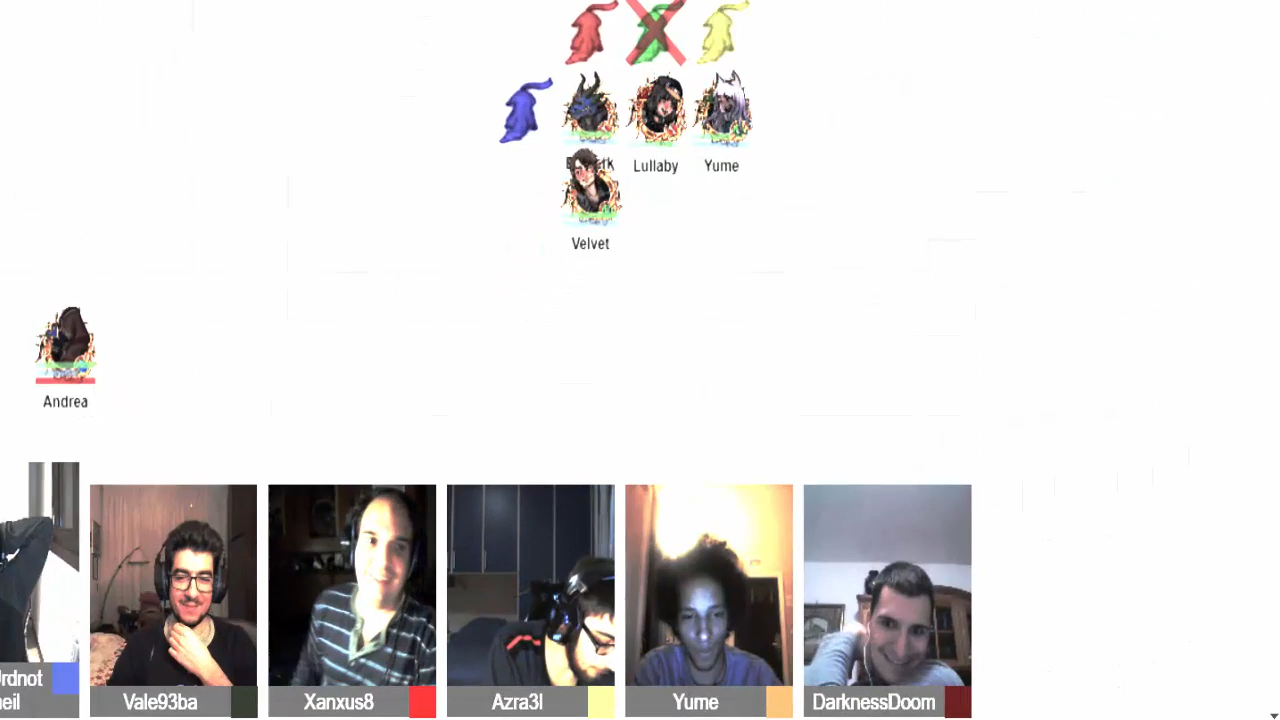 Lullaby
Yume
Velvet
Andrea
Vale93ba
Xanxus8
Azra3l
Yume
DarknessDoom